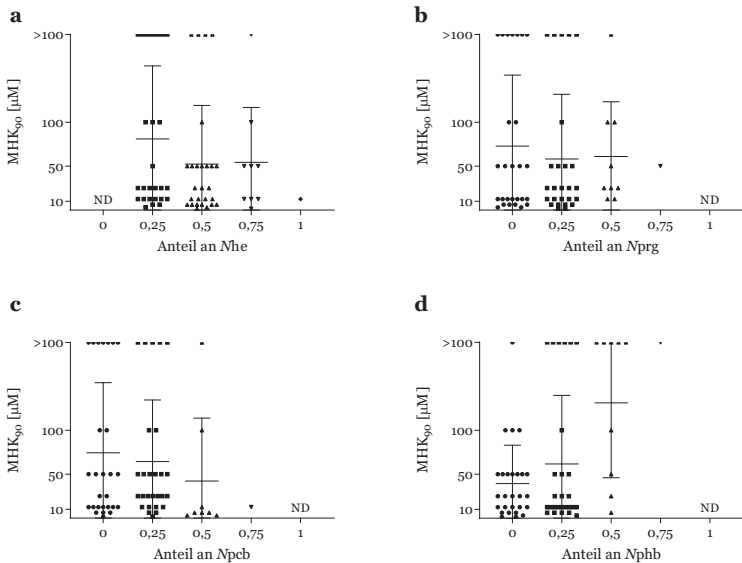 a
>100
100
50
10
MHK90 [µM]
ND
0 0,25 0,5 0,75 1
Anteil an Nhe
b
>100
100
50
10
MHK90 [µM]
ND
0 0,25 0,5 0,75 1
Anteil an Nprg
c
>100
100
50
10
MHK90 [µM]
ND
0 0,25 0,5 0,75 1
Anteil an Npcb
d
>100
100
50
10
MHK90 [µM]
ND
0 0,25 0,5 0,75 1
Anteil an Nphb